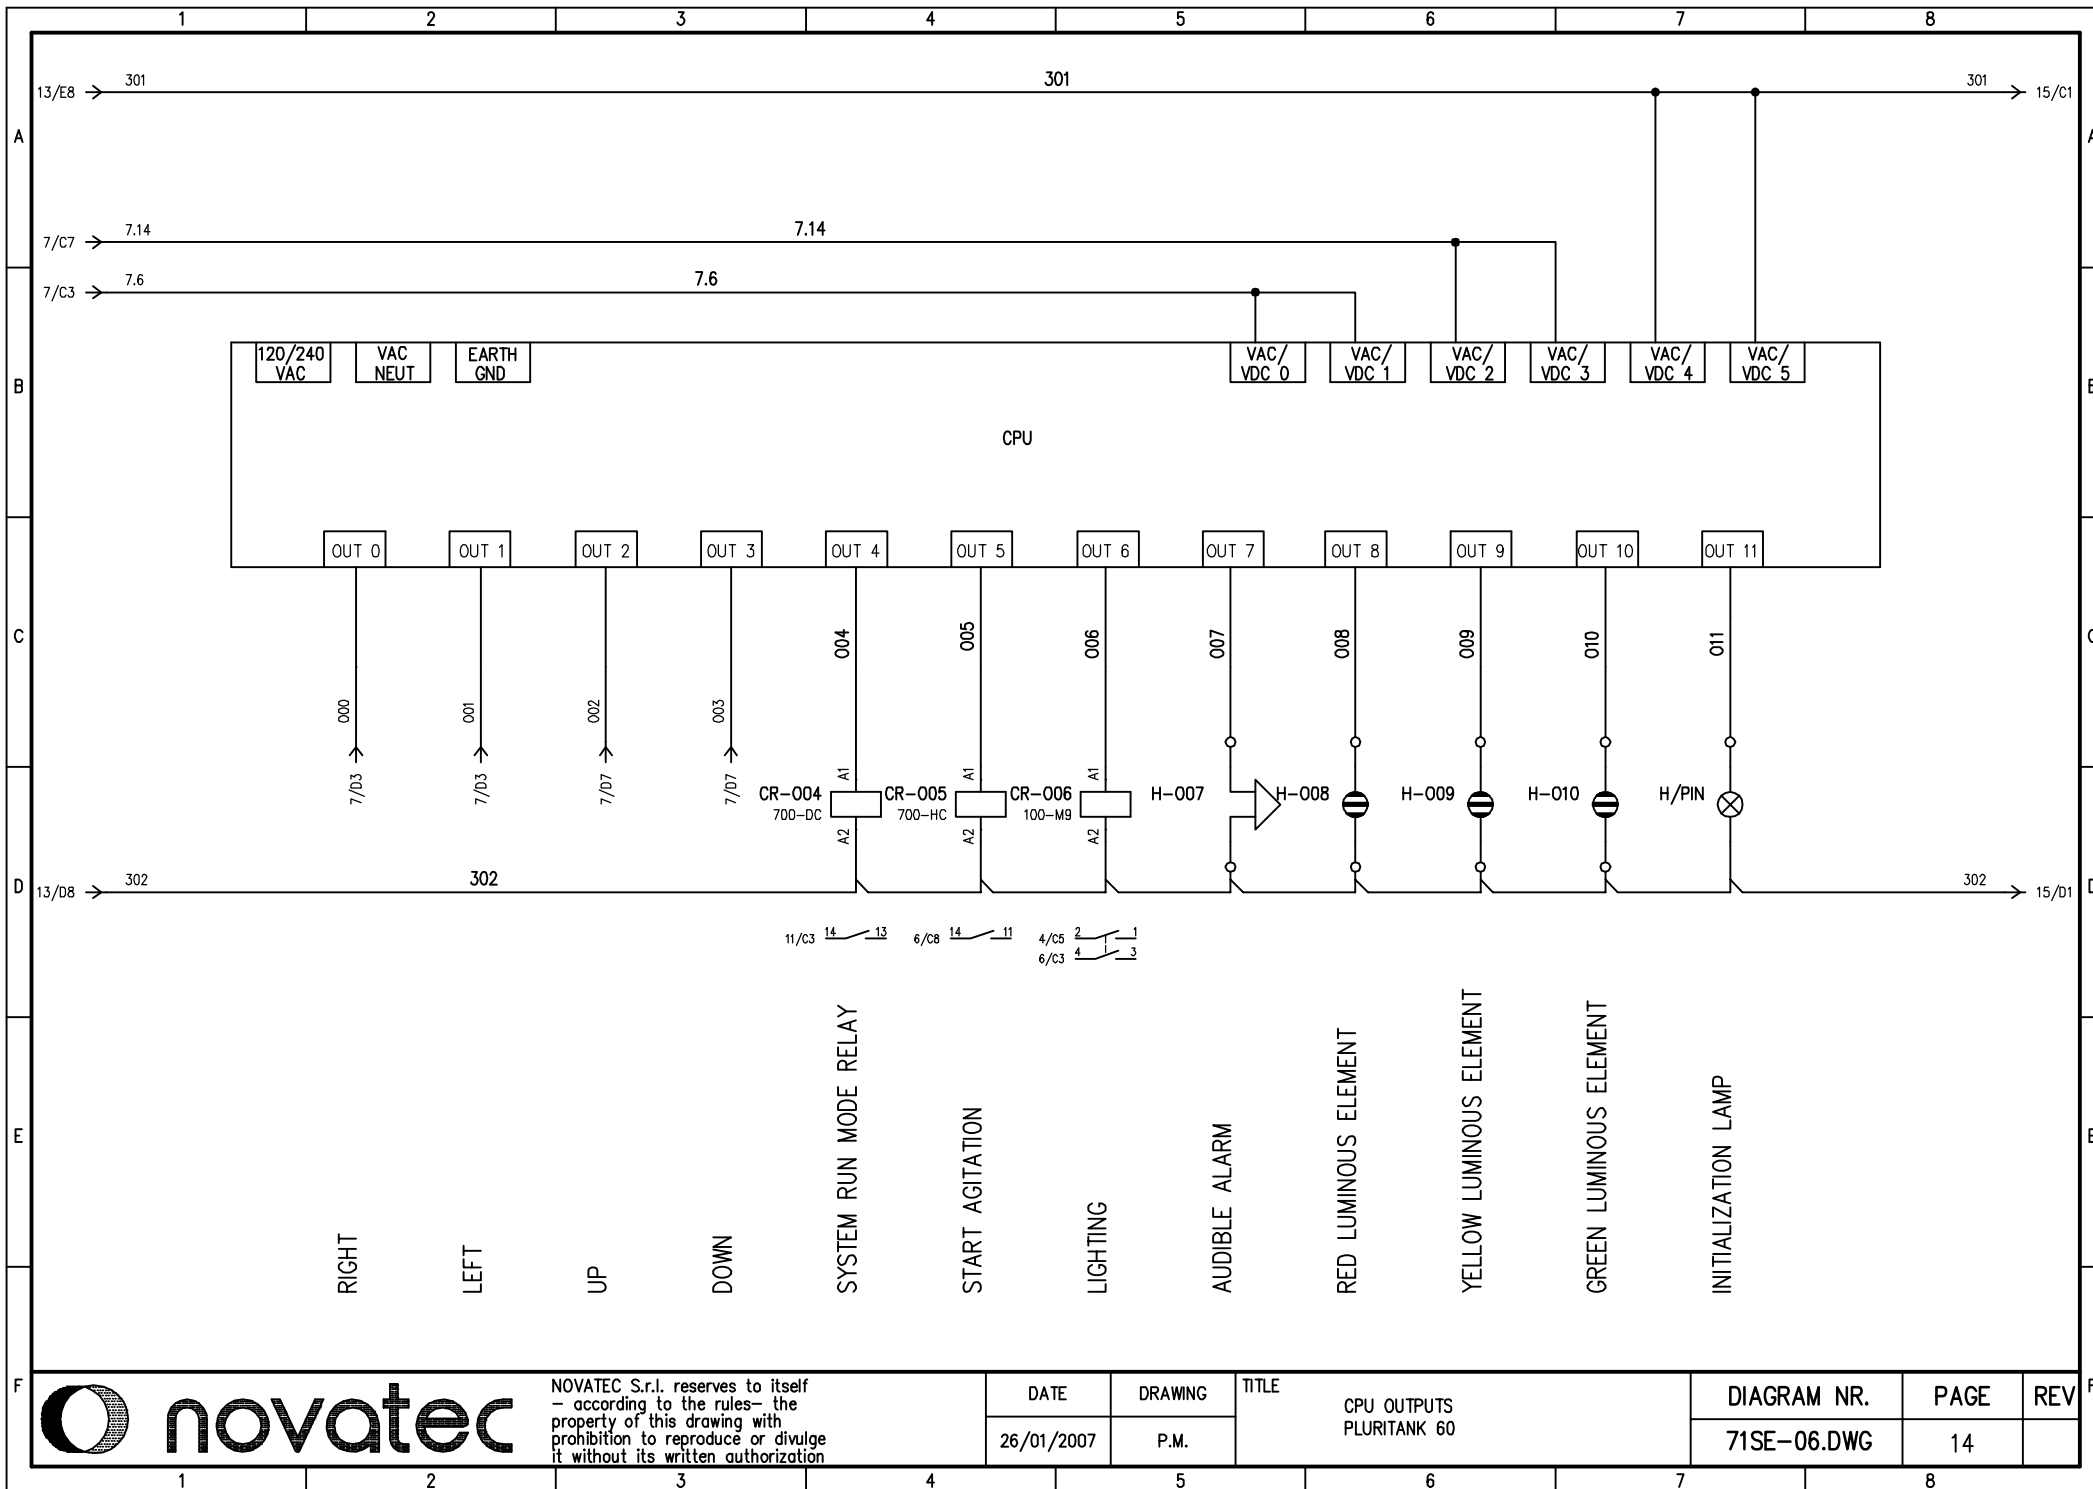 1 2 3 4 5 6 7 8
13/E8 301 301 301 15/C1
A A
7/C7 7.14 7.14
7/C3 7.6 7.6
120/240 VAC
VAC NEUT
EARTH GND
VAC/ VDC 0
VAC/ VDC 1
VAC/ VDC 2
VAC/ VDC 3
VAC/ VDC 4
VAC/ VDC 5
B B
CPU
OUT 0 OUT 1 OUT 2 OUT 3 OUT 4 OUT 5 OUT 6 OUT 7 OUT 8 OUT 9 OUT 10 OUT 11
C C
004 005 006 007 008 009 010 011
000 001 002 003
7/D3 7/D3 7/D7 7/D7
A1 A1 A1
CR-004 CR-005 CR-006 H-007 H-008 H-009 H-010 H/PIN
700-DC 700-HC 100-M9
A2 A2 A2
D D
13/D8 302 302 302 15/D1
11/C3 14 13
6/C8 14 11
4/C5 2 1
6/C3 4 3
E E
RIGHT
LEFT
UP
DOWN
SYSTEM RUN MODE RELAY
START AGITATION
LIGHTING
AUDIBLE ALARM
RED LUMINOUS ELEMENT
YELLOW LUMINOUS ELEMENT
GREEN LUMINOUS ELEMENT
INITIALIZATION LAMP
F F
novatec
NOVATEC S.r.l. reserves to itself
- according to the rules- the
property of this drawing with
prohibition to reproduce or divulge
it without its written authorization
DATE
26/01/2007
DRAWING
P.M.
TITLE
CPU OUTPUTS
PLURITANK 60
DIAGRAM NR.
71SE-06.DWG
PAGE
14
REV
1 2 3 4 5 6 7 8